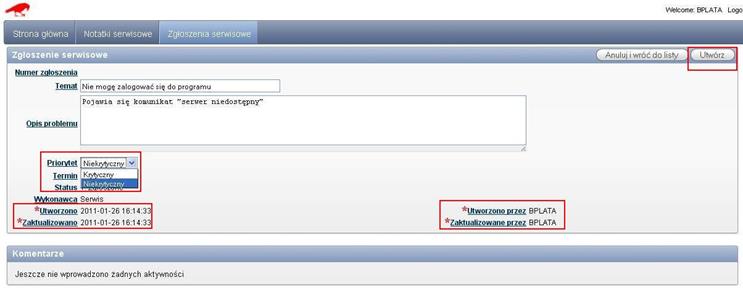 Welcome: BPLATA Logo
Strona główna Notatki serwisowe Zgłoszenia serwisowe
Zgłoszenie serwisowe Anuluj i wróć do listy Utwórz
Numer zgłoszenia
Temat Nie mogę zalogować się do programu
Opis problemu Pojawia się komunikat "serwer niedostępny"
Priorytet Niekrytyczny
Termin Krytyczny
Niekrytyczny
Status
Wykonawca Serwis
*Utworzono 2011-01-26 16:14:33 *Utworzono przez BPLATA
*Zaktualizowano 2011-01-26 16:14:33 *Zaktualizowane przez BPLATA
Komentarze
Jeszcze nie wprowadzono żadnych aktywności